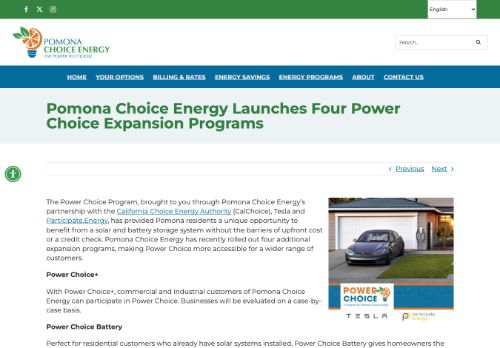 English
POMONA
CHOICE ENERGY
THE POWER TO CHOOSE
Search...
HOME YOUR OPTIONS BILLING & RATES ENERGY SAVINGS ENERGY PROGRAMS ABOUT CONTACT US
Pomona Choice Energy Launches Four Power
Choice Expansion Programs
Previous Next
The Power Choice Program, brought to you through Pomona Choice Energy's
partnership with the California Choice Energy Authority (CalChoice), Tesla and
Participate.Energy, has provided Pomona residents a unique opportunity to
benefit from a solar and battery storage system without the barriers of upfront cost
or a credit check. Pomona Choice Energy has recently rolled out four additional
expansion programs, making Power Choice more accessible for a wider range of
customers.
POWER
CHOICE
TESLA
participate
energy
Power Choice+
With Power Choice+, commercial and industrial customers of Pomona Choice
Energy can participate in Power Choice. Businesses will be evaluated on a case-by-
case basis.
Power Choice Battery
Perfect for residential customers who already have solar systems installed, Power Choice Battery gives homeowners the